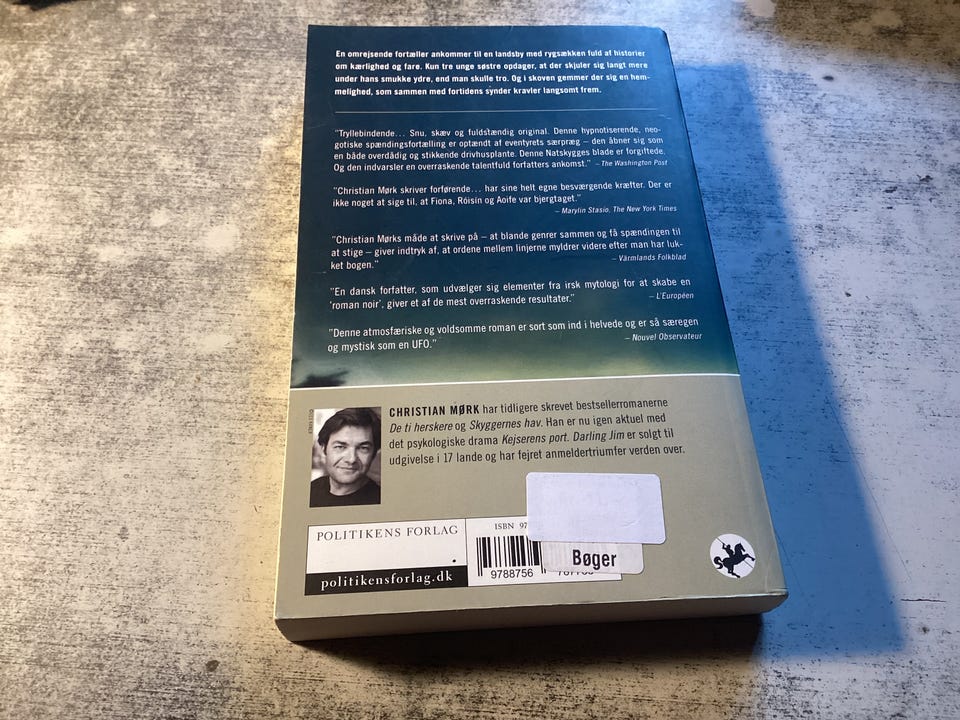 En omrejsende fortæller ankommer til en landsby med rygsækken fuld af historier
om kærlighed og fare. Kun tre unge søstre opdager, at der skjuler sig langt mere
under hans smukke ydre, end man skulle tro. Og i skoven gemmer der sig en hem-
melighed, som sammen med fortidens synder kravler langsomt frem.
"Tryllebindende... Snu, skæv og fuldstændig original. Denne hypnotiserende, neo-
gotiske spændingsfortælling er optændt af eventyrets særpræg – den åbner sig som
en både overdådig og stikkende drivhusplante. Denne Natskygges blade er forgiftede.
Og den indvarsler en overraskende talentfuld forfatters ankomst." – The Washington Post
"Christian Mørk skriver forførende... har sine helt egne besværgende kræfter. Der er
ikke noget at sige til, at Fiona, Róisín og Aoife var bjergtaget."
– Marylin Stasio, The New York Times
"Christian Mørks måde at skrive på – at blande genrer sammen og få spændingen til
at stige – giver indtryk af, at ordene mellem linjerne myldrer videre efter man har luk-
ket bogen."
– Värmlands Folkblad
"En dansk forfatter, som udvælger sig elementer fra irsk mytologi for at skabe en
'roman noir', giver et af de mest overraskende resultater."
– L'Européen
"Denne atmosfæriske og voldsomme roman er sort som ind i helvede og er så særegen
og mystisk som en UFO."
– Nouvel Observateur
CHRISTIAN MØRK har tidligere skrevet bestsellerromanerne
De ti herskere og Skyggernes hav. Han er nu igen aktuel med
det psykologiske drama Kejserens port. Darling Jim er solgt til
udgivelse i 17 lande og har fejret anmeldertriumfer verden over.
POLITIKENS FORLAG
politikensforlag.dk
ISBN 97
9788756
Bøger